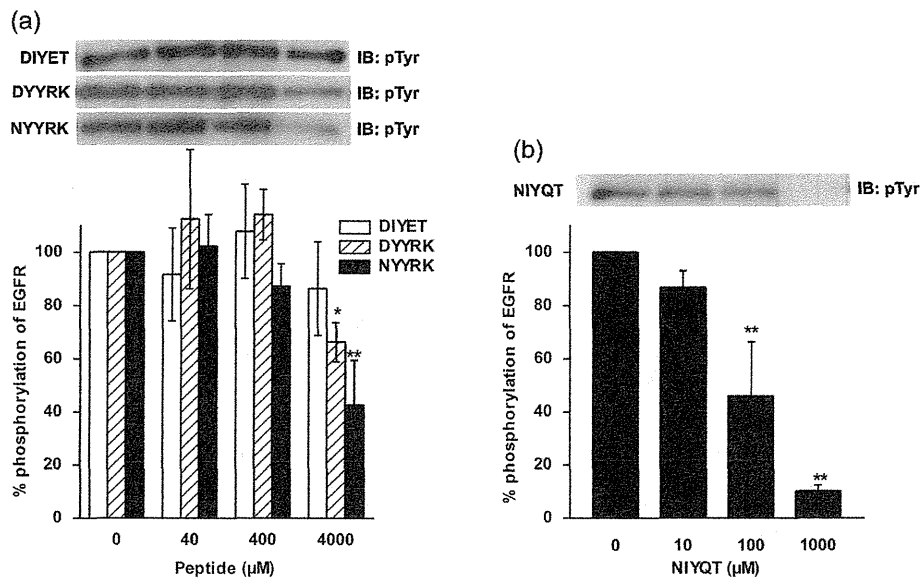 (a)
DIYET IB: pTyr
DYYRK IB: pTyr
NYYRK IB: pTyr
% phosphorylation of EGFR
100
80
60
40
20
0
DIYET
DYYRK
NYYRK
*
**
0 40 400 4000
Peptide (µM)
(b)
NIYQT IB: pTyr
% phosphorylation of EGFR
100
80
60
40
20
0
**
**
0 10 100 1000
NIYQT (µM)